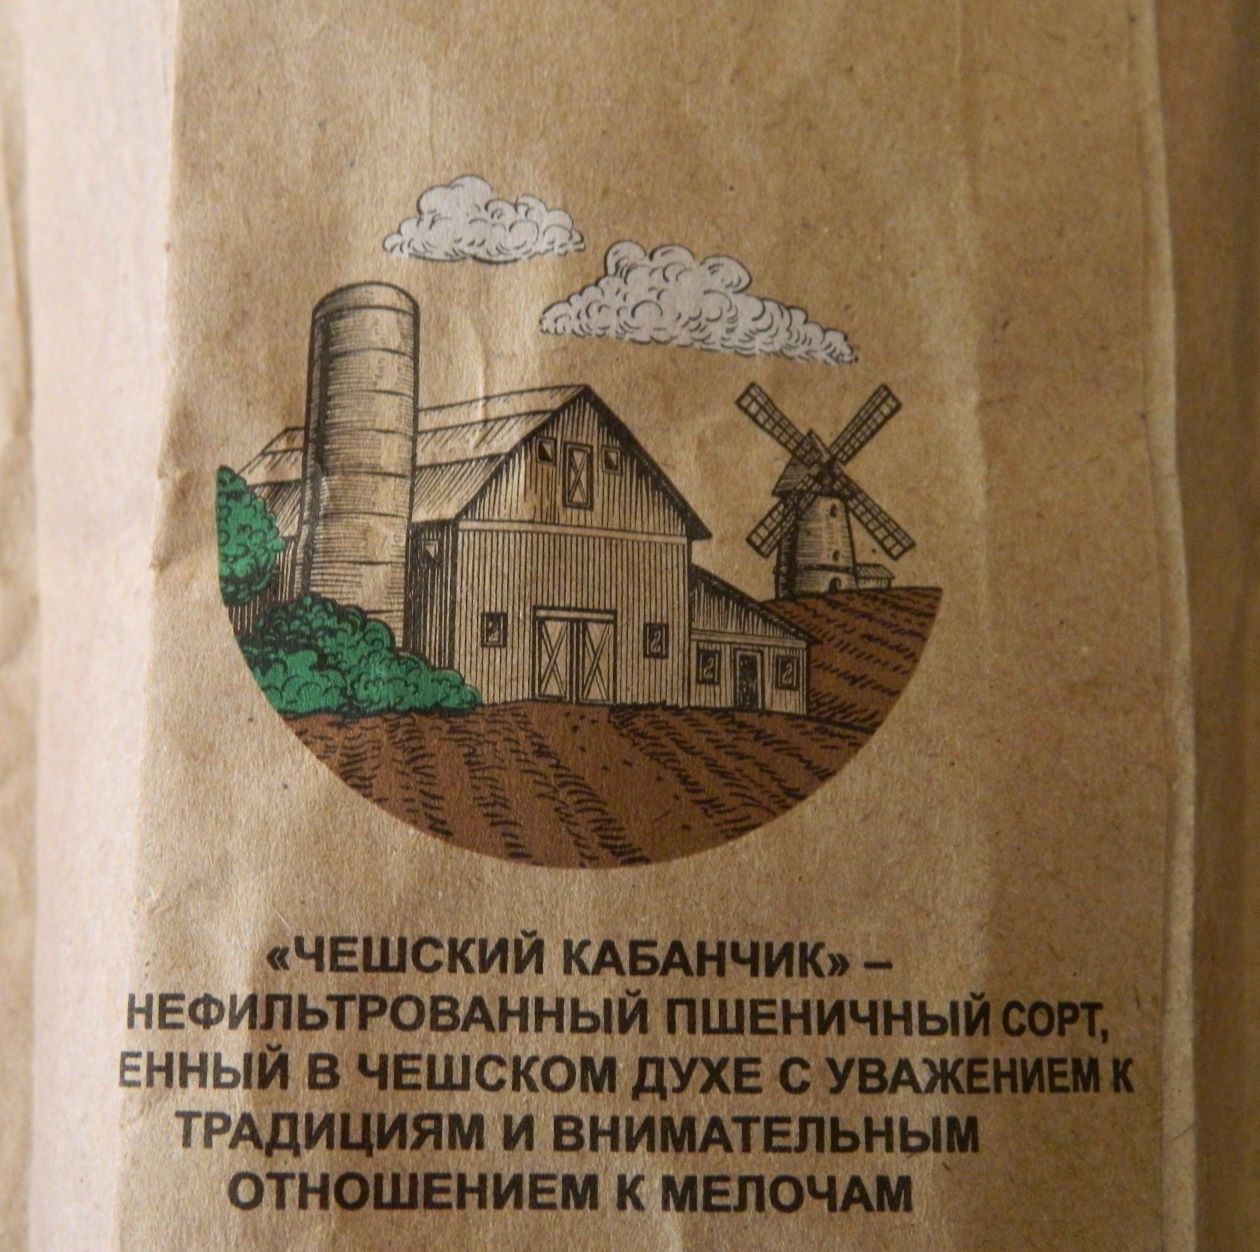 «ЧЕШСКИЙ КАБАНЧИК» –
НЕФИЛЬТРОВАННЫЙ ПШЕНИЧНЫЙ СОРТ,
ЕННЫЙ В ЧЕШСКОМ ДУХЕ С УВАЖЕНИЕМ К
ТРАДИЦИЯМ И ВНИМАТЕЛЬНЫМ
ОТНОШЕНИЕМ К МЕЛОЧАМ